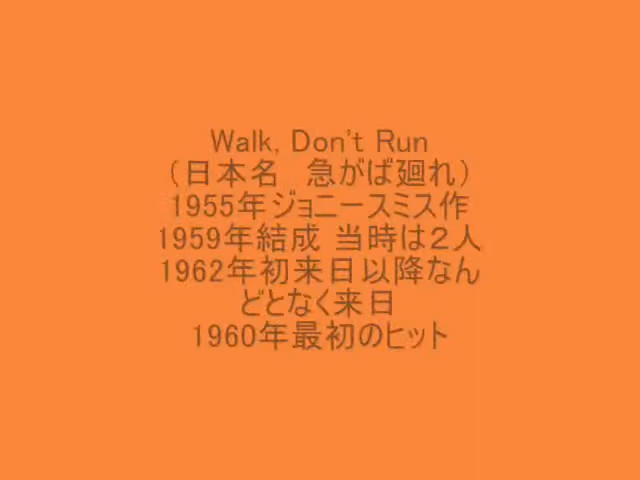 Walk, Don't Run
（日本名　急がば廻れ）
1955年ジョニースミス作
1959年結成 当時は２人
1962年初来日以降なん
どとなく来日
1960年最初のヒット